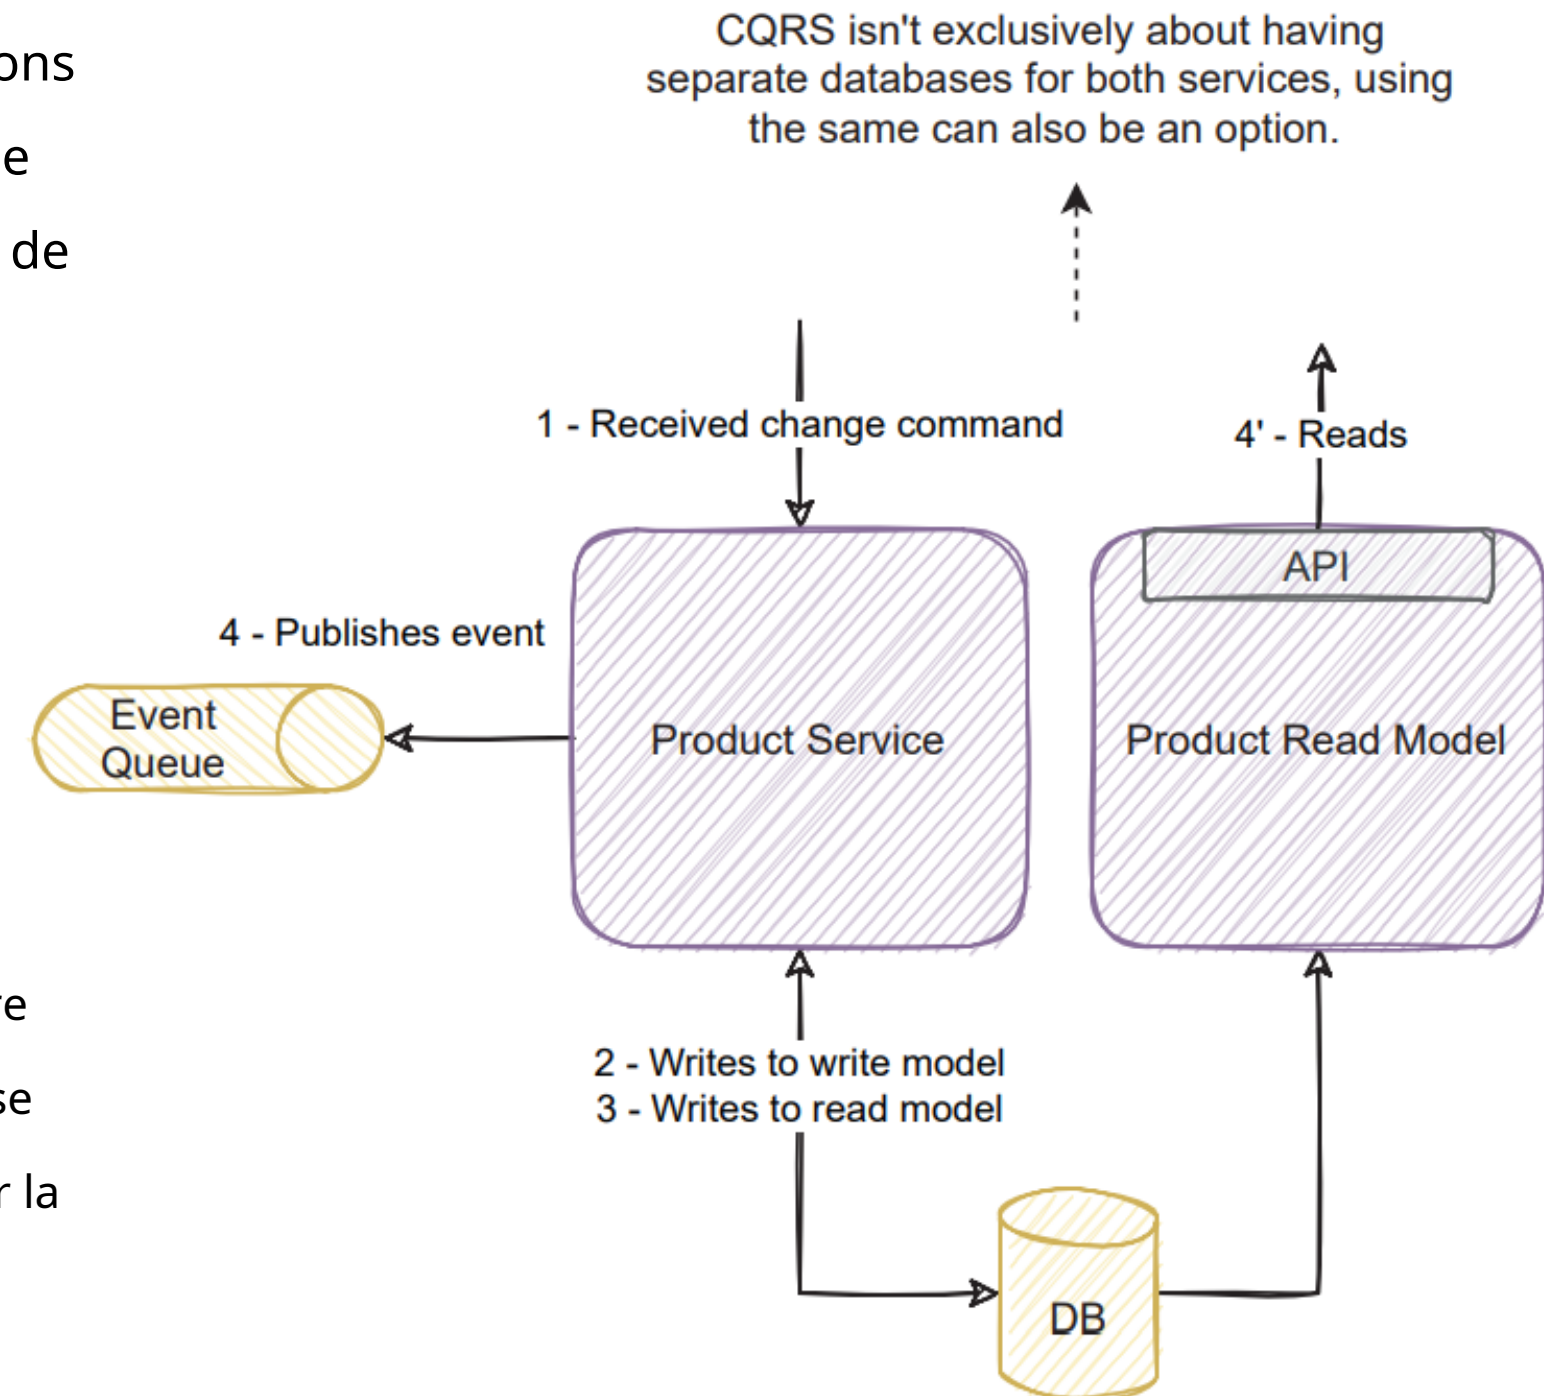 ons
e
de
re
se
r la
CQRS isn't exclusively about having
separate databases for both services, using
the same can also be an option.
1 - Received change command
4' - Reads
API
4 - Publishes event
Event
Queue
Product Service
Product Read Model
2 - Writes to write model
3 - Writes to read model
DB